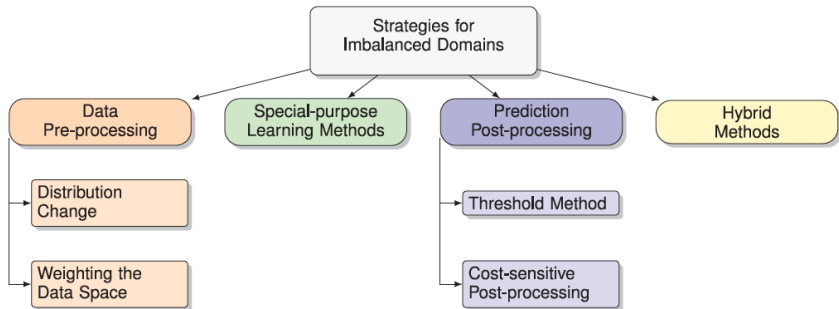 Strategies for
Imbalanced Domains
Data
Pre-processing
Special-purpose
Learning Methods
Prediction
Post-processing
Hybrid
Methods
Distribution
Change
Threshold Method
Weighting the
Data Space
Cost-sensitive
Post-processing